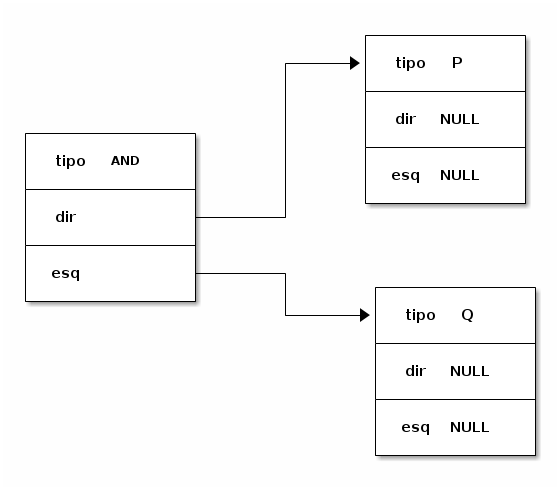 tipo AND
dir
esq
tipo P
dir NULL
esq NULL
tipo Q
dir NULL
esq NULL